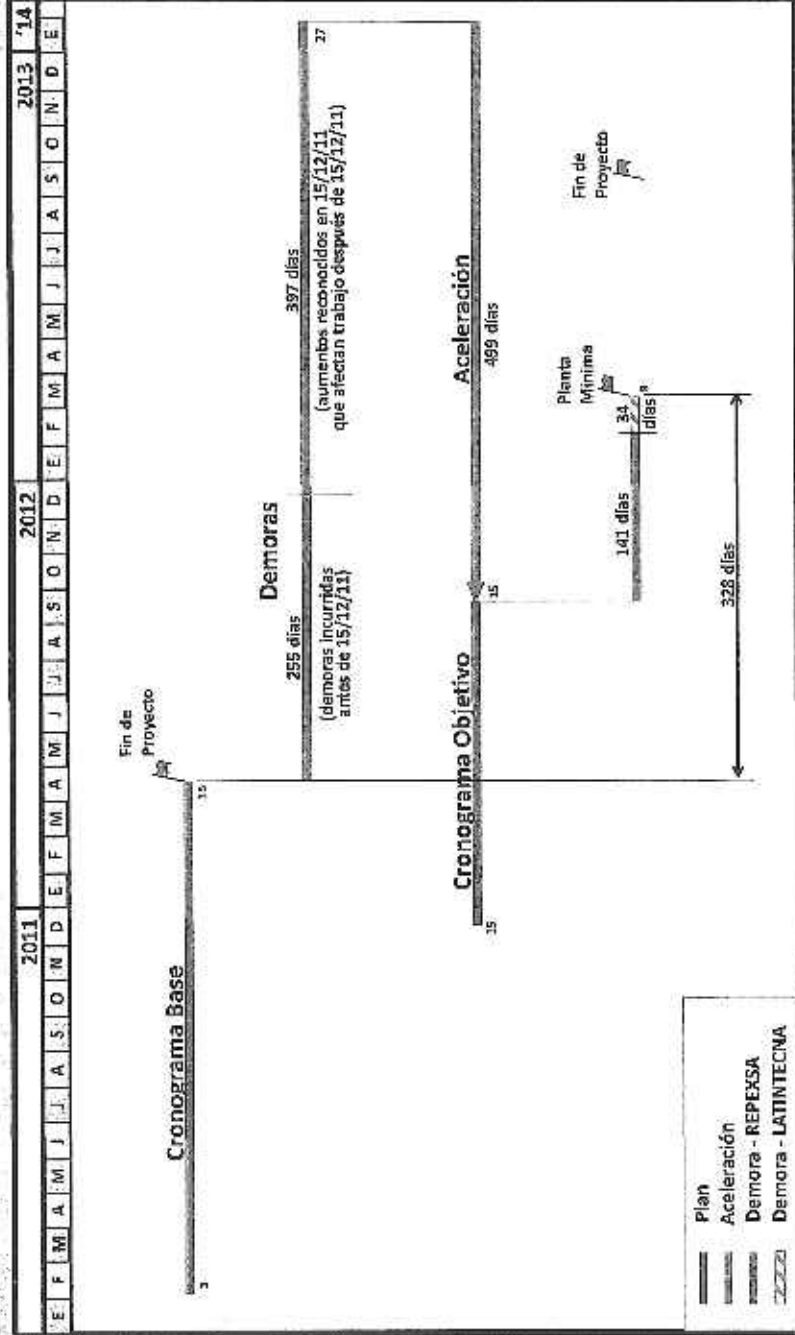 2011 2012 2013 '14
E F M A M J J A S O N D E F M A M J J A S O N D E F M A M J J A S O N D E
Cronograma Base
3
15
Fin de
Proyecto
Demoras
255 días
(demoras incurridas
antes de 15/12/11)
397 días
(aumentos reconocidos en 15/12/11
que afectan trabajo después de 15/12/11)
27
Cronograma Objetivo
15
15
Aceleración
499 días
Planta
Mínima
141 días
34
días
9
Fin de
Proyecto
328 días
Plan
Aceleración
Demora - REPEXSA
Demora - LATINTECNA